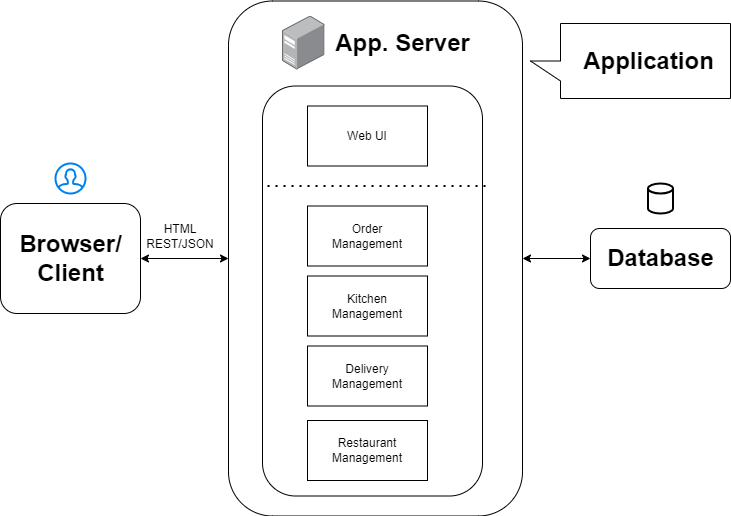 App. Server
Application
Web UI
Browser/
Client
HTML
REST/JSON
Order
Management
Kitchen
Management
Delivery
Management
Restaurant
Management
Database